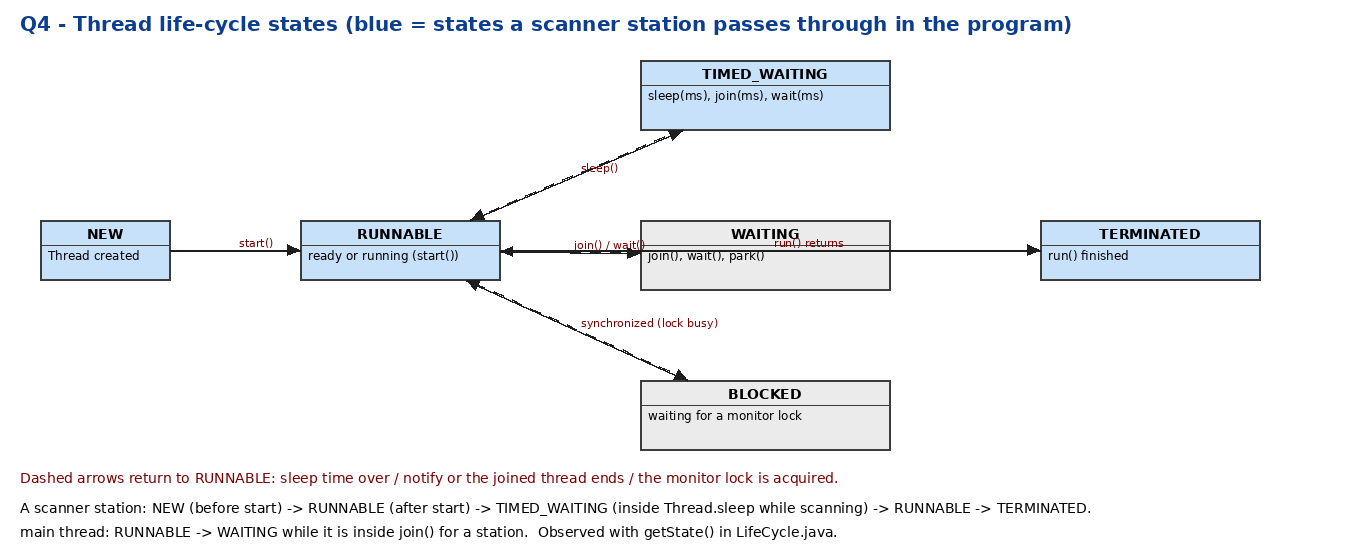 Q4 - Thread life-cycle states (blue = states a scanner station passes through in the program)
TIMED_WAITING
sleep(ms), join(ms), wait(ms)
sleep()
NEW
Thread created
start()
RUNNABLE
ready or running (start())
join() / wait()
WAITING
join(), wait(), park()
run() returns
TERMINATED
run() finished
synchronized (lock busy)
BLOCKED
waiting for a monitor lock
Dashed arrows return to RUNNABLE: sleep time over / notify or the joined thread ends / the monitor lock is acquired.
A scanner station: NEW (before start) -> RUNNABLE (after start) -> TIMED_WAITING (inside Thread.sleep while scanning) -> RUNNABLE -> TERMINATED.
main thread: RUNNABLE -> WAITING while it is inside join() for a station.  Observed with getState() in LifeCycle.java.